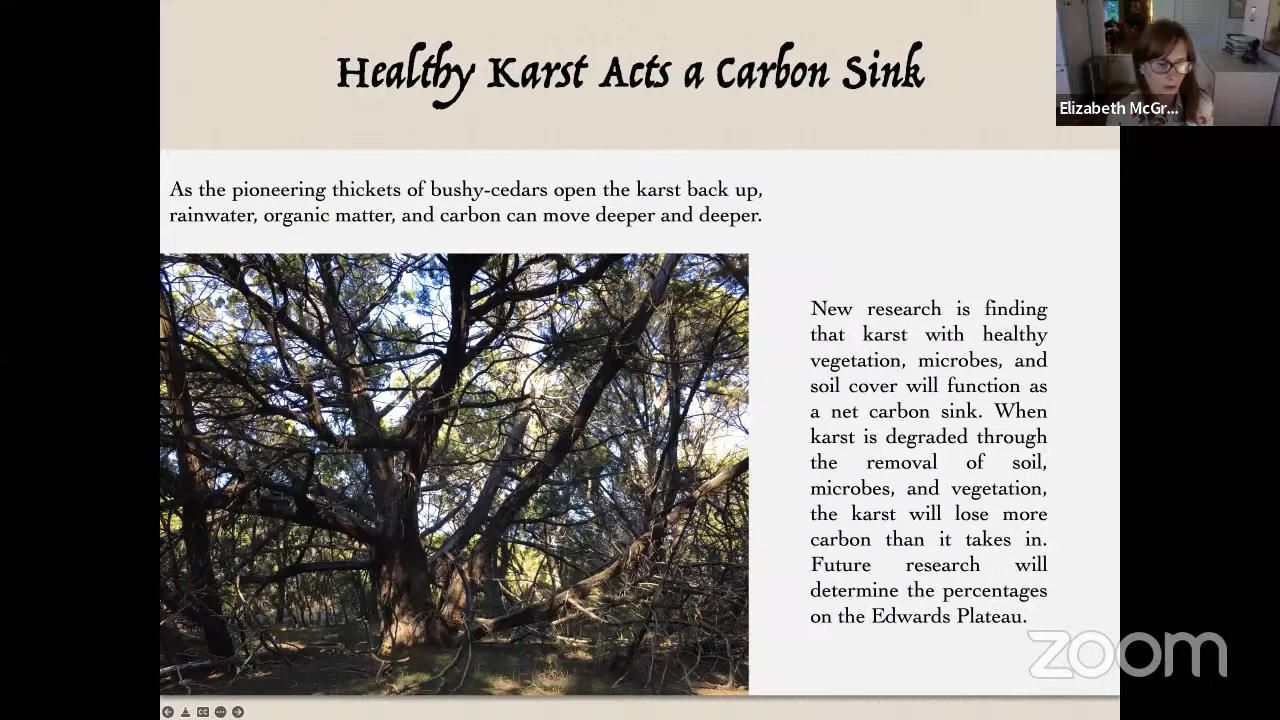 Healthy Karst Acts a Carbon Sink
Elizabeth McGr...
As the pioneering thickets of bushy-cedars open the karst back up,
rainwater, organic matter, and carbon can move deeper and deeper.
New research is finding
that karst with healthy
vegetation, microbes, and
soil cover will function as
a net carbon sink. When
karst is degraded through
the removal of soil,
microbes, and vegetation,
the karst will lose more
carbon than it takes in.
Future research will
determine the percentages
on the Edwards Plateau.
zoom
CC